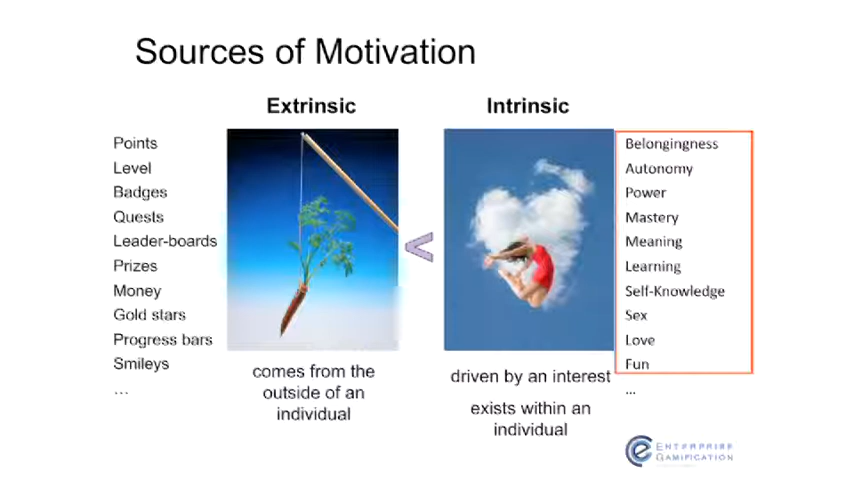 Sources of Motivation
Extrinsic
Points
Level
Badges
Quests
Leader-boards
Prizes
Money
Gold stars
Progress bars
Smileys
...
comes from the
outside of an
individual
<
Intrinsic
driven by an interest
exists within an
individual
Belongingness
Autonomy
Power
Mastery
Meaning
Learning
Self-Knowledge
Sex
Love
Fun
...
ENTERPRISE
GAMIFICATION